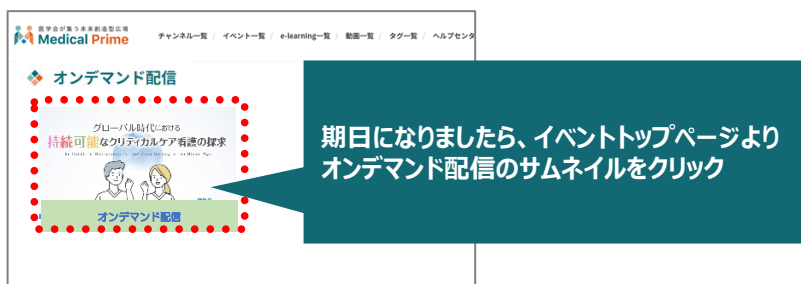 医学会が集う未来創造型広場
Medical Prime
チャンネル一覧 / イベント一覧 / e-learning一覧 / 動画一覧 / タグ一覧 / ヘルプセンタ
オンデマンド配信
グローバル時代における
持続可能なクリティカルケア看護の探求
オンデマンド配信
期日になりましたら、イベントトップページより
オンデマンド配信のサムネイルをクリック